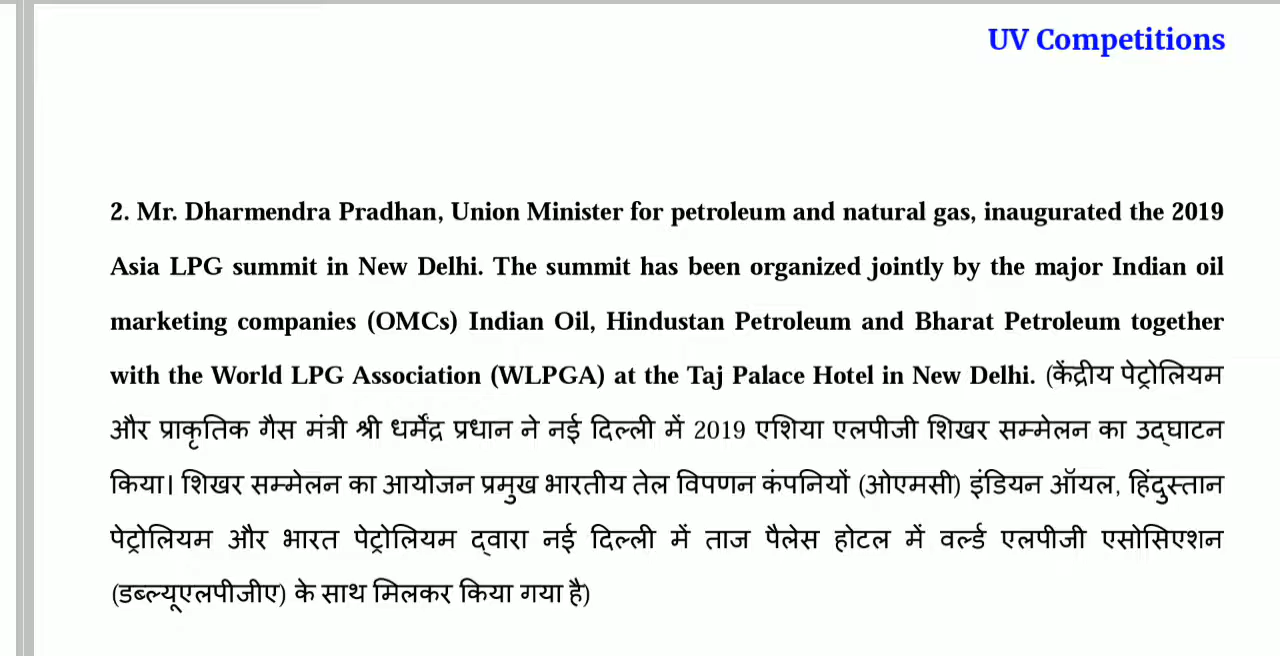 UV Competitions
2. Mr. Dharmendra Pradhan, Union Minister for petroleum and natural gas, inaugurated the 2019
Asia LPG summit in New Delhi. The summit has been organized jointly by the major Indian oil
marketing companies (OMCs) Indian Oil, Hindustan Petroleum and Bharat Petroleum together
with the World LPG Association (WLPGA) at the Taj Palace Hotel in New Delhi. (केंद्रीय पेट्रोलियम
और प्राकृतिक गैस मंत्री श्री धर्मेंद्र प्रधान ने नई दिल्ली में 2019 एशिया एलपीजी शिखर सम्मेलन का उद्घाटन
किया। शिखर सम्मेलन का आयोजन प्रमुख भारतीय तेल विपणन कंपनियों (ओएमसी) इंडियन ऑयल, हिंदुस्तान
पेट्रोलियम और भारत पेट्रोलियम द्वारा नई दिल्ली में ताज पैलेस होटल में वर्ल्ड एलपीजी एसोसिएशन
(डब्ल्यूएलपीजीए) के साथ मिलकर किया गया है)